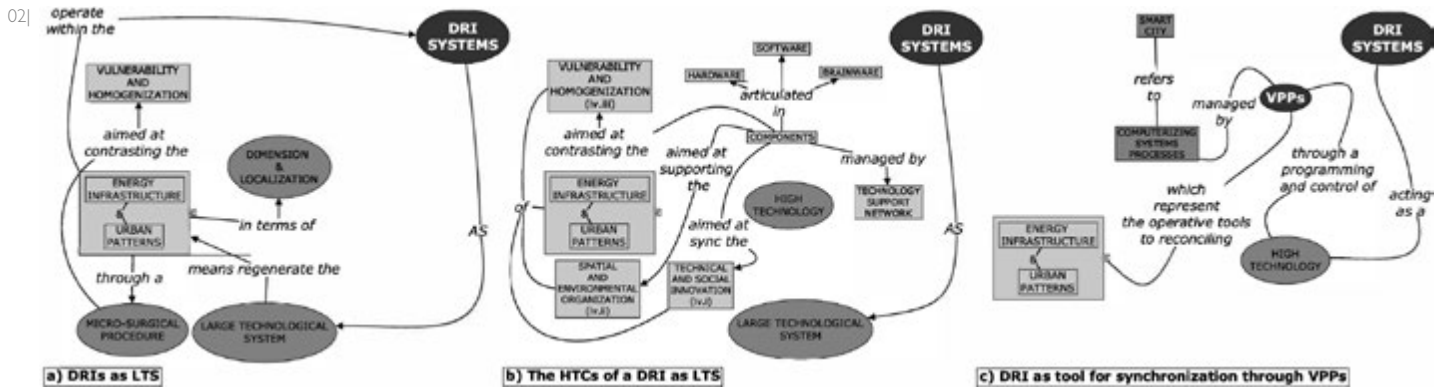 02|
operate
within the
DRI
SYSTEMS
VULNERABILITY
AND
HOMOGENIZATION
aimed at
contrasting the
DIMENSION
&
LOCALIZATION
ENERGY
INFRASTRUCTURE
&
URBAN
PATTERNS
in terms of
AS
through a
means regenerate the
MICRO-SURGICAL
PROCEDURE
LARGE TECHNOLOGICAL
SYSTEM
a) DRIs as LTS
DRI
SYSTEMS
SOFTWARE
HARDWARE
BRAINWARE
articulated
in
COMPONENTS
VULNERABILITY
AND
HOMOGENIZATION
(iv.iii)
aimed at
contrasting the
aimed at
supporting
the
managed by
TECHNOLOGY
SUPPORT
NETWORK
HIGH
TECHNOLOGY
of
ENERGY
INFRASTRUCTURE
&
URBAN
PATTERNS
aimed at
sync the
AS
SPATIAL
AND
ENVIRONMENTAL
ORGANIZATION
(iv.ii)
TECHNICAL
AND SOCIAL
INNOVATION
(iv.i)
LARGE TECHNOLOGICAL
SYSTEM
b) The HTCs of a DRI as LTS
SMART
CITY
DRI
SYSTEMS
refers
to
managed
by
VPPs
COMPUTERIZING
SYSTEMS
PROCESSES
through a
programming
and control of
which
represent
the operative tools
to reconciling
acting
as a
ENERGY
INFRASTRUCTURE
&
URBAN
PATTERNS
HIGH
TECHNOLOGY
c) DRI as tool for synchronization through VPPs